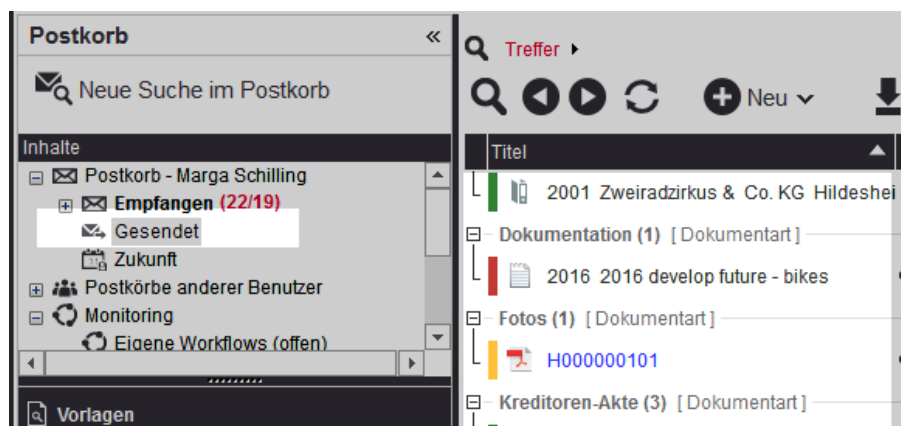 Postkorb «
Neue Suche im Postkorb
Inhalte
Postkorb - Marga Schilling
Empfangen (22/19)
Gesendet
Zukunft
Postkörbe anderer Benutzer
Monitoring
Eigene Workflows (offen)
Vorlagen
Treffer
Neu
Titel
2001 Zweiradzirkus & Co. KG Hildeshei
Dokumentation (1) [Dokumentart]
2016 2016 develop future - bikes
Fotos (1) [Dokumentart]
H000000101
Kreditoren-Akte (3) [Dokumentart]